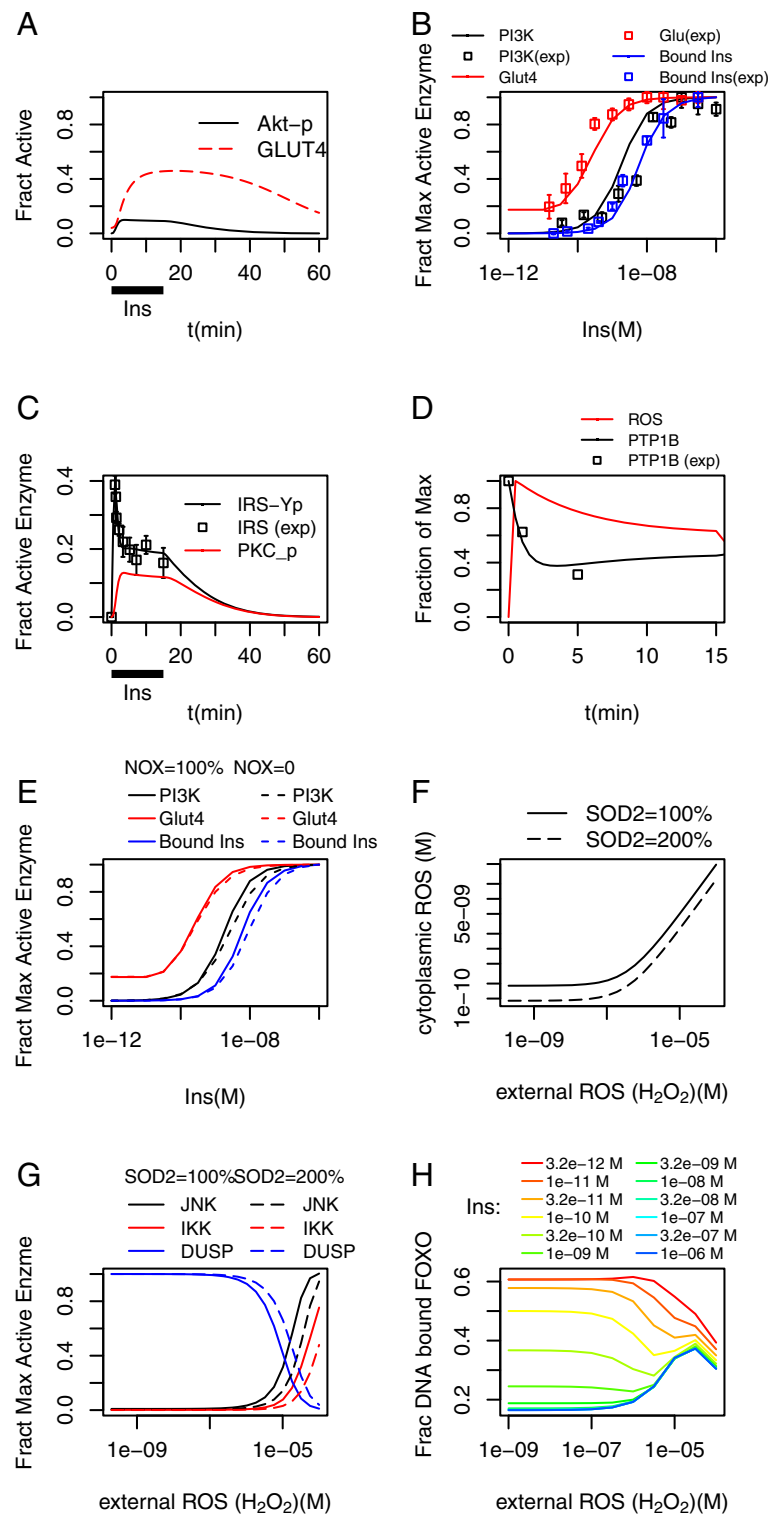 A
Akt−p
GLUT4
Fract Active
0.0 0.4 0.8
0 20 40 60
Ins
t(min)
B
PI3K
PI3K(exp)
Glut4
Glu(exp)
Bound Ins
Bound Ins(exp)
Fract Max Active Enzyme
0.0 0.4 0.8
1e−12 1e−08
Ins(M)
C
IRS−Yp
IRS (exp)
PKC_p
Fract Active Enzyme
0.0 0.2 0.4
0 20 40 60
Ins
t(min)
D
ROS
PTP1B
PTP1B (exp)
Fraction of Max
0.0 0.4 0.8
0 5 10 15
t(min)
E
NOX=100% NOX=0
PI3K PI3K
Glut4 Glut4
Bound Ins Bound Ins
Fract Max Active Enzyme
0.0 0.4 0.8
1e−12 1e−08
Ins(M)
F
SOD2=100%
SOD2=200%
cytoplasmic ROS (M)
1e−10 5e−09
1e−09 1e−05
external ROS (H₂O₂)(M)
G
SOD2=100% SOD2=200%
JNK JNK
IKK IKK
DUSP DUSP
Fract Max Active Enzme
0.0 0.4 0.8
1e−09 1e−05
external ROS (H₂O₂)(M)
H
Ins:
3.2e−12 M 3.2e−09 M
1e−11 M 1e−08 M
3.2e−11 M 3.2e−08 M
1e−10 M 1e−07 M
3.2e−10 M 3.2e−07 M
1e−09 M 1e−06 M
Frac DNA bound FOXO
0.2 0.4 0.6
1e−09 1e−07 1e−05
external ROS (H₂O₂)(M)